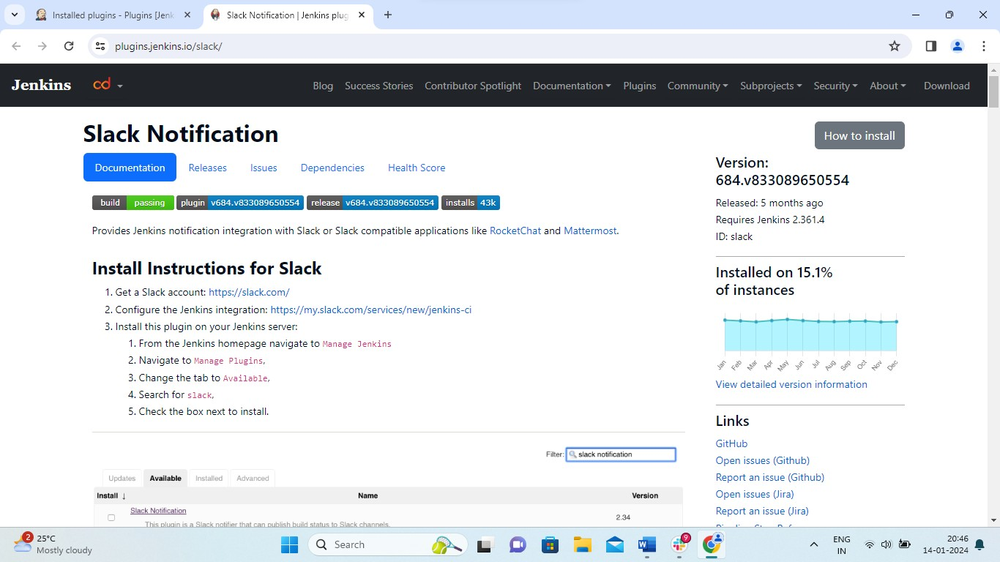 Installed plugins - Plugins [Jenk
Slack Notification | Jenkins plug
plugins.jenkins.io/slack/
Jenkins
cd
Blog Success Stories Contributor Spotlight Documentation Plugins Community Subprojects Security About Download
Slack Notification
How to install
Documentation Releases Issues Dependencies Health Score
build passing plugin v684.v833089650554 release v684.v833089650554 installs 43k
Provides Jenkins notification integration with Slack or Slack compatible applications like RocketChat and Mattermost.
Install Instructions for Slack
1. Get a Slack account: https://slack.com/
2. Configure the Jenkins integration: https://my.slack.com/services/new/jenkins-ci
3. Install this plugin on your Jenkins server:
1. From the Jenkins homepage navigate to Manage Jenkins
2. Navigate to Manage Plugins,
3. Change the tab to Available,
4. Search for slack,
5. Check the box next to install.
Filter: slack notification
Updates Available Installed Advanced
Install ↓ Name Version
Slack Notification
2.34
This plugin is a Slack notifier that can publish build status to Slack channels.
Version:
684.v833089650554
Released: 5 months ago
Requires Jenkins 2.361.4
ID: slack
Installed on 15.1%
of instances
Jan Feb Mar Apr May Jun Jul Aug Sep Oct Nov Dec
View detailed version information
Links
GitHub
Open issues (Github)
Report an issue (Github)
Open issues (Jira)
Report an issue (Jira)
2
25°C
Mostly cloudy
Search
9
ENG
IN
20:46
14-01-2024